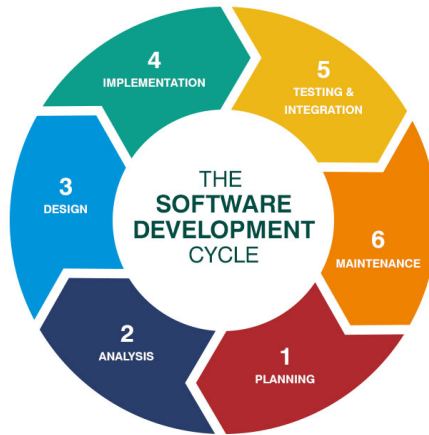 THE
SOFTWARE
DEVELOPMENT
CYCLE
1
PLANNING
2
ANALYSIS
3
DESIGN
4
IMPLEMENTATION
5
TESTING &
INTEGRATION
6
MAINTENANCE